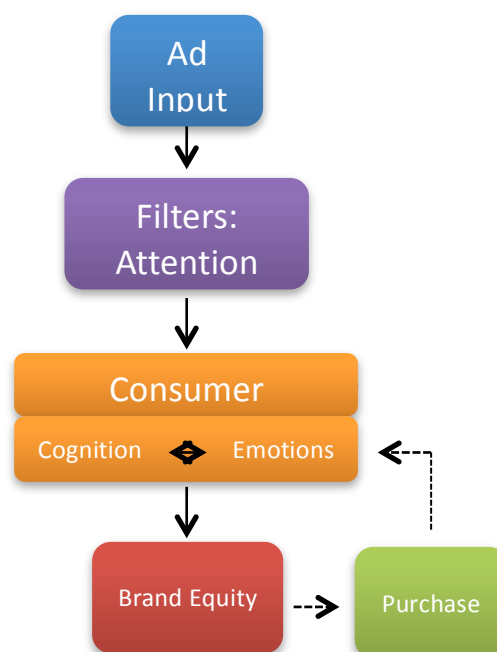 Ad
Input
Filters:
Attention
Consumer
Cognition Emotions
Brand Equity
Purchase